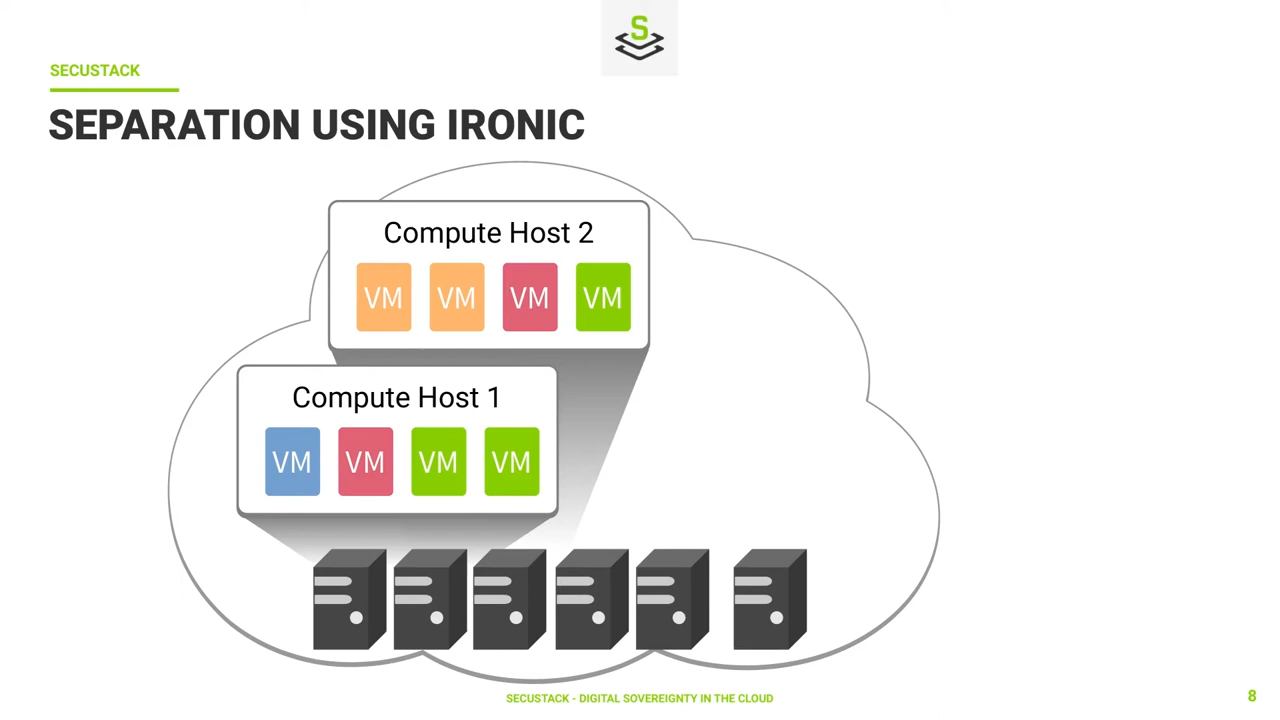 S
SECUSTACK
SEPARATION USING IRONIC
Compute Host 2
VM VM VM VM
Compute Host 1
VM VM VM VM
SECUSTACK - DIGITAL SOVEREIGNTY IN THE CLOUD
8